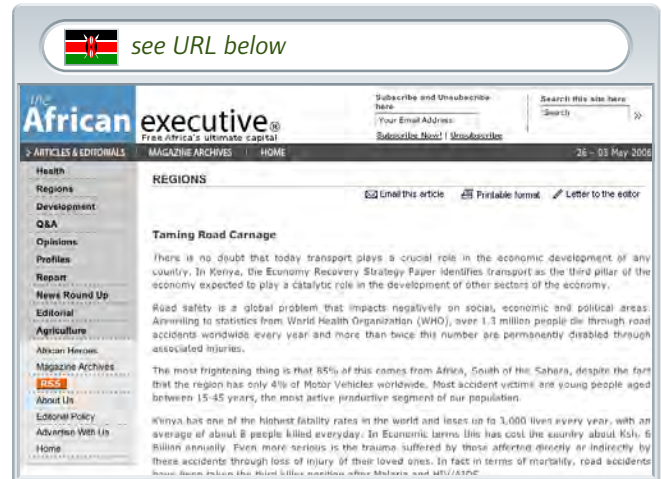 see URL below
the
African executive®
Free Africa's ultimate capital
Subscribe and Unsubscribe
here
Your Email Address
Subscribe Now! | Unsubscribe
Search this site here
Search »
> ARTICLES & EDITORIALS MAGAZINE ARCHIVES | HOME 26 - 03 May 2006
Health
Regions
Development
Q&A
Opinions
Profiles
Report
News Round Up
Editorial
Agriculture
African Heroes
Magazine Archives
RSS
About Us
Editorial Policy
Advertise With Us
Home
REGIONS
Email this article Printable format Letter to the editor
Taming Road Carnage
There is no doubt that today transport plays a crucial role in the economic development of any
country. In Kenya, the Economy Recovery Strategy Paper identifies transport as the third pillar of the
economy expected to play a catalytic role in the development of other sectors of the economy.
Road safety is a global problem that impacts negatively on social, economic and political areas.
According to statistics from World Health Organization (WHO), over 1.3 million people die through road
accidents worldwide every year and more than twice this number are permanently disabled through
associated injuries.
The most frightening thing is that 85% of this comes from Africa, South of the Sahara, despite the fact
that the region has only 4% of Motor Vehicles worldwide. Most accident victims are young people aged
between 15-45 years, the most active productive segment of our population.
Kenya has one of the highest fatality rates in the world and loses up to 3,000 lives every year, with an
average of about 8 people killed everyday. In Economic terms this has cost the country about Ksh. 6
Billion annually. Even more serious is the trauma suffered by those affected directly or indirectly by
these accidents through loss of injury of their loved ones. In fact in terms of mortality, road accidents
have been taken the third killer position after Malaria and HIV/AIDS